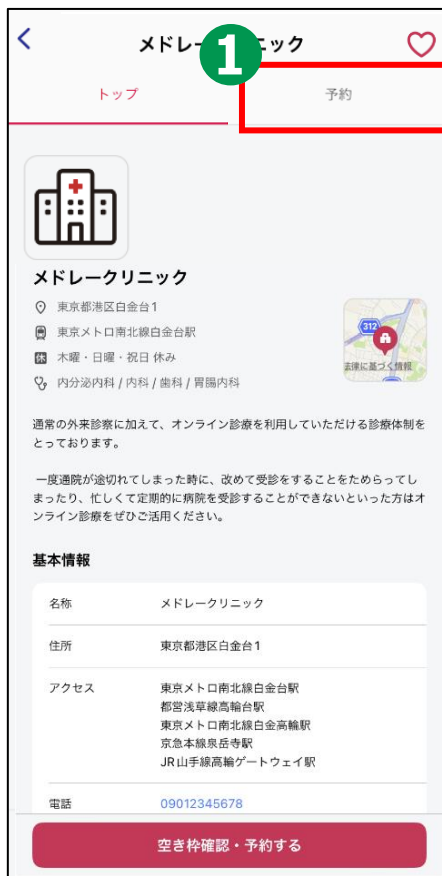 メドレークリニック
1
トップ
予約
メドレークリニック
東京都港区白金台1
東京メトロ南北線白金台駅
休 木曜・日曜・祝日 休み
内分泌内科 / 内科 / 歯科 / 胃腸内科
312
法律に基づく情報
通常の外来診察に加えて、オンライン診療を利用していただける診療体制を
とっております。
一度通院が途切れてしまった時に、改めて受診をすることをためらってし
まったり、忙しくて定期的に病院を受診することができないといった方はオ
ンライン診療をぜひご活用ください。
基本情報
名称 メドレークリニック
住所 東京都港区白金台1
アクセス 東京メトロ南北線白金台駅
都営浅草線高輪台駅
東京メトロ南北線白金高輪駅
京急本線泉岳寺駅
JR山手線高輪ゲートウェイ駅
電話 09012345678
空き枠確認・予約する